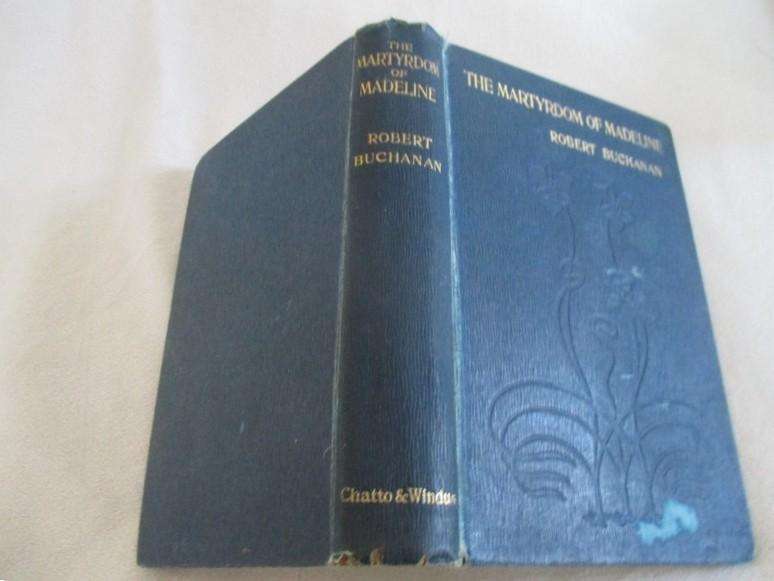 THE
MARTYRDOM
OF
MADELINE
ROBERT
BUCHANAN
Chatto & Windus
THE MARTYRDOM OF MADELINE
ROBERT BUCHANAN